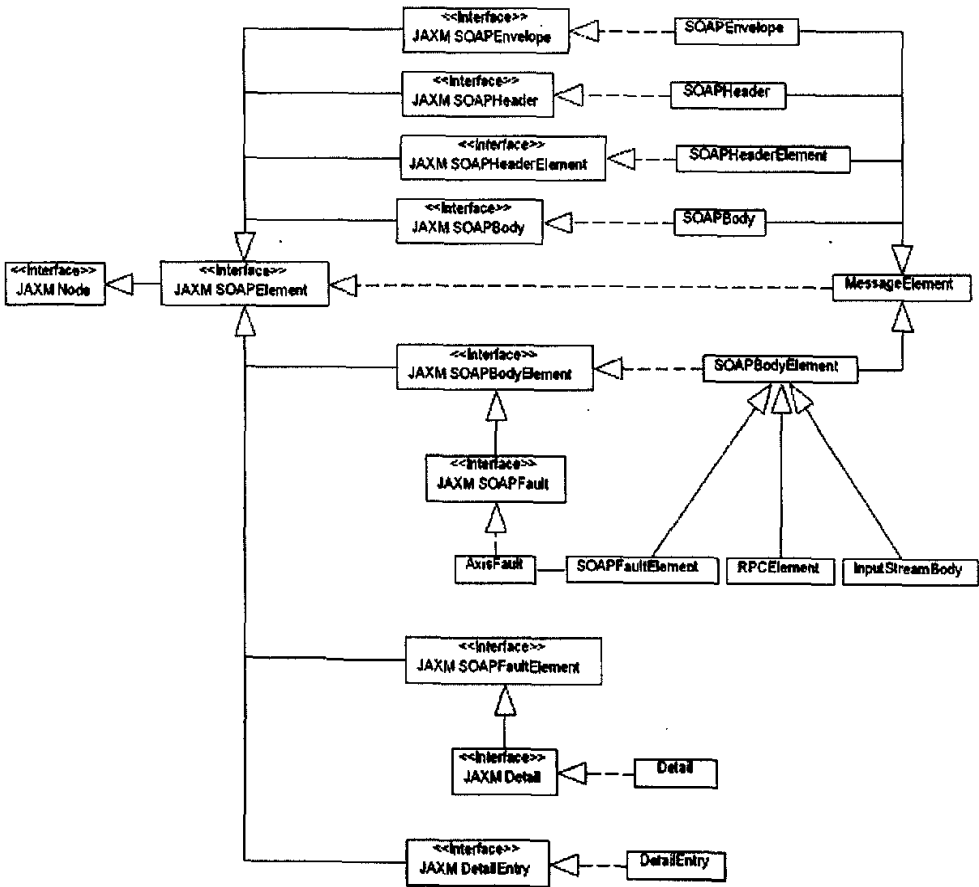 <<Interface>>
JAXM SOAPEnvelope
SOAPEnvelope
<<Interface>>
JAXM SOAPHeader
SOAPHeader
<<Interface>>
JAXM SOAPHeaderElement
SOAPHeaderElement
<<Interface>>
JAXM SOAPBody
SOAPBody
<<Interface>>
JAXM Node
<<Interface>>
JAXM SOAPElement
MessageElement
<<Interface>>
JAXM SOAPBodyElement
SOAPBodyElement
<<Interface>>
JAXM SOAPFault
AxisFault
SOAPFaultElement
RPCElement
InputStreamBody
<<Interface>>
JAXM SOAPFaultElement
<<Interface>>
JAXM Detail
Detail
<<Interface>>
JAXM DetailEntry
DetailEntry